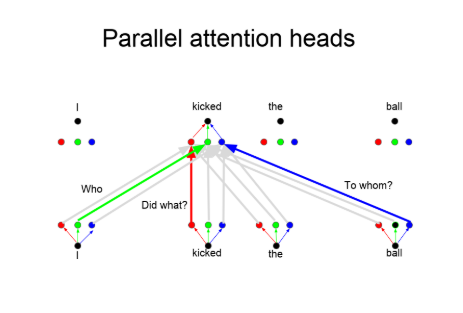 Parallel attention heads
I kicked the ball
Who
Did what?
To whom?
I kicked the ball